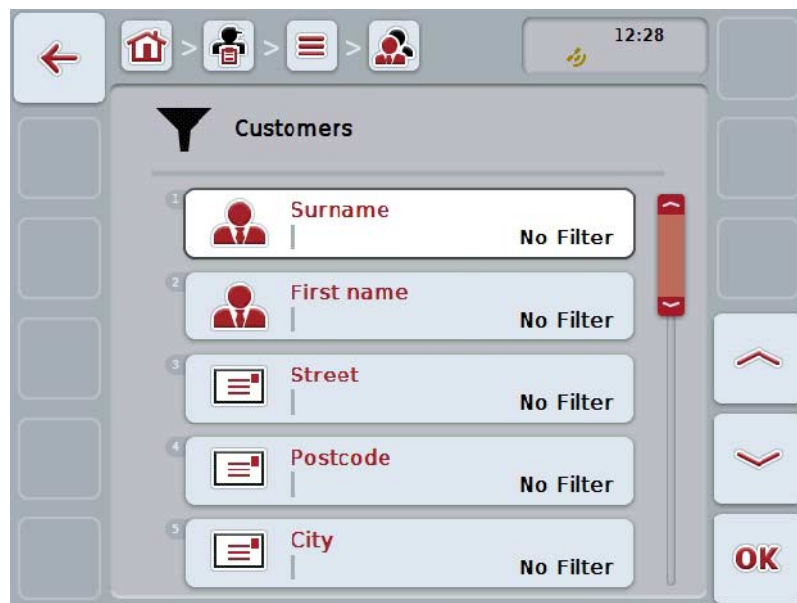 12:28
Customers
1
Surname
No Filter
2
First name
No Filter
3
Street
No Filter
4
Postcode
No Filter
5
City
No Filter
OK